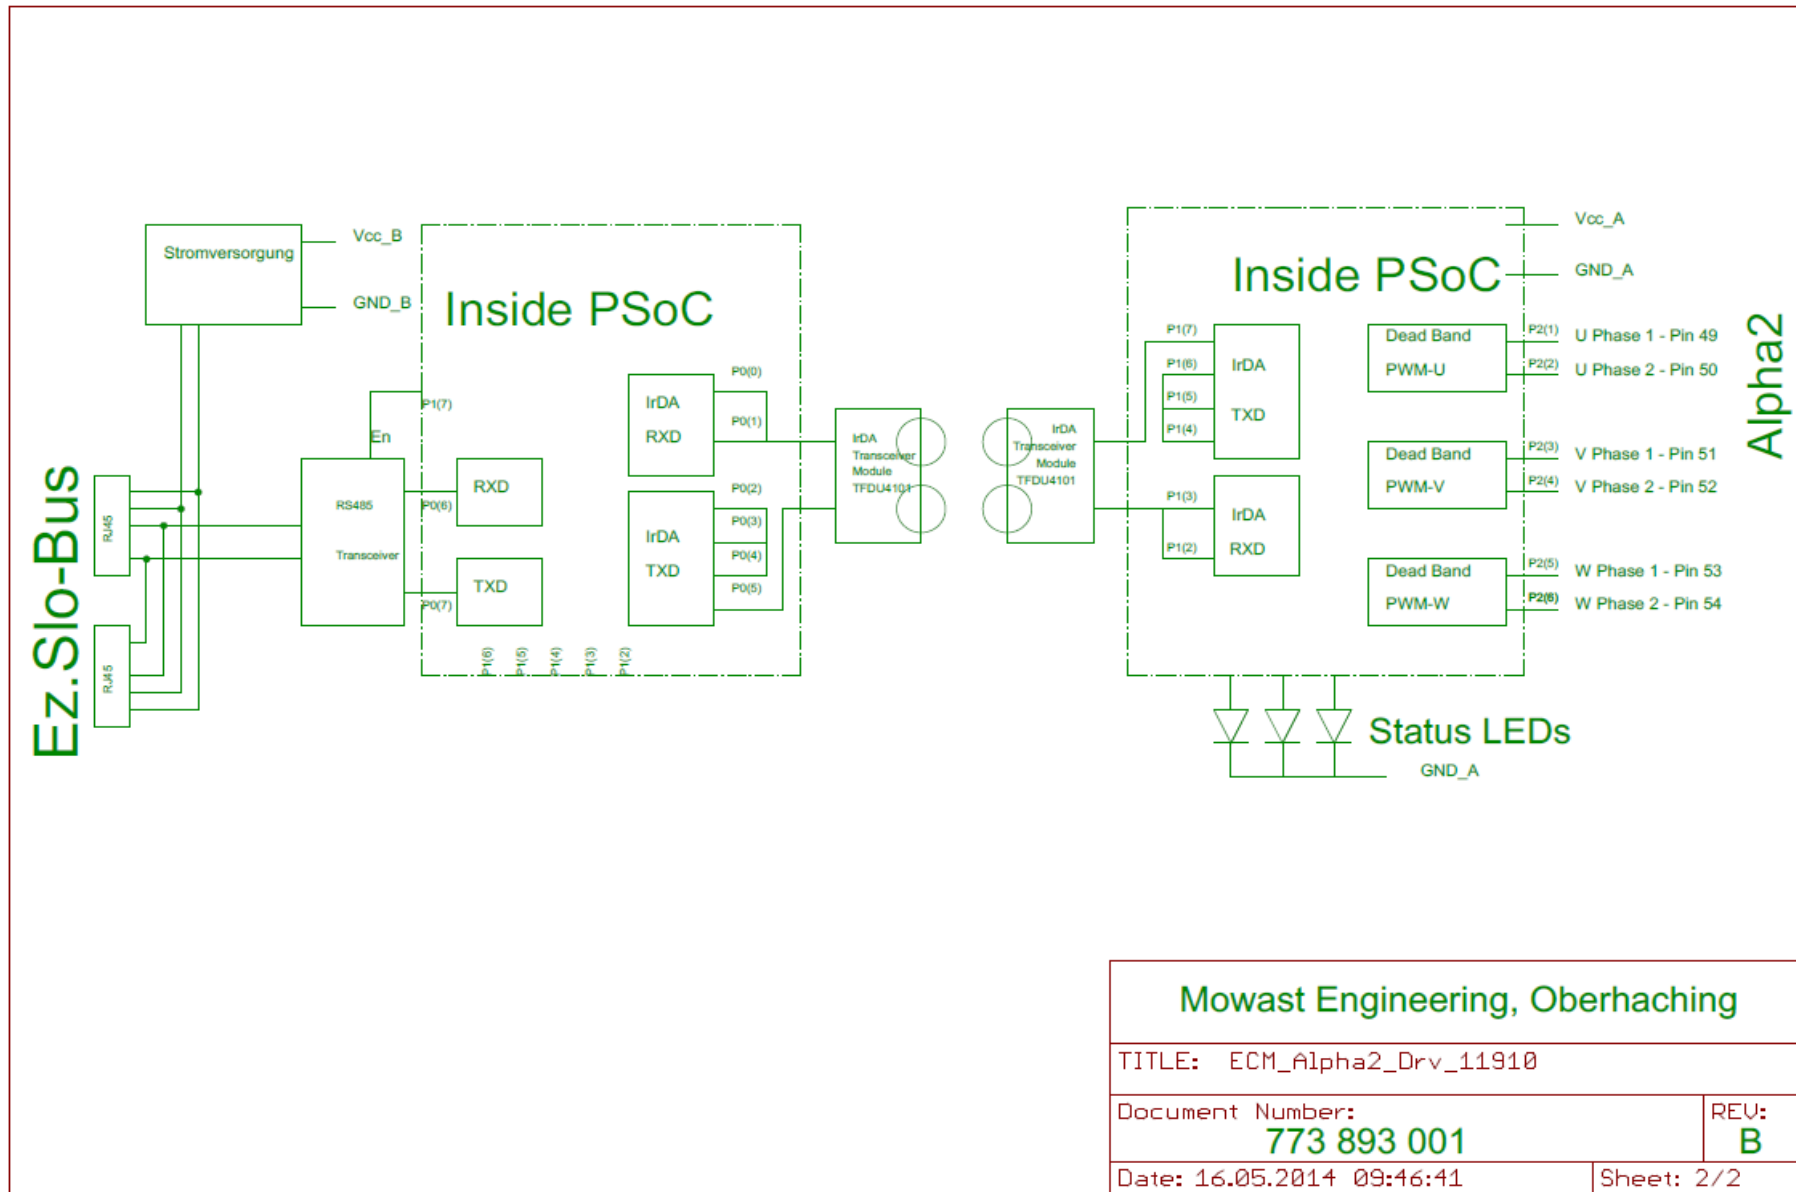 Ez.Slo-Bus
RJ45
RJ45
Stromversorgung
Vcc_B
GND_B
Inside PSoC
P1(7)
En
RS485
Transceiver
RXD
P0(6)
TXD
P0(7)
P1(6)
P1(5)
P1(4)
P1(3)
P1(2)
IrDA
RXD
P0(0)
P0(1)
IrDA
TXD
P0(2)
P0(3)
P0(4)
P0(5)
IrDA
Transceiver
Module
TFDU4101
IrDA
Transceiver
Module
TFDU4101
Inside PSoC
P1(7)
P1(6)
P1(5)
P1(4)
IrDA
TXD
P1(3)
P1(2)
IrDA
RXD
Vcc_A
GND_A
Dead Band
PWM-U
P2(1)
U Phase 1 - Pin 49
P2(2)
U Phase 2 - Pin 50
Dead Band
PWM-V
P2(3)
V Phase 1 - Pin 51
P2(4)
V Phase 2 - Pin 52
Dead Band
PWM-W
P2(5)
W Phase 1 - Pin 53
P2(6)
W Phase 2 - Pin 54
Alpha2
Status LEDs
GND_A
Mowast Engineering, Oberhaching
TITLE: ECM_Alpha2_Drv_11910
Document Number:
773 893 001
REV:
B
Date: 16.05.2014 09:46:41
Sheet: 2/2